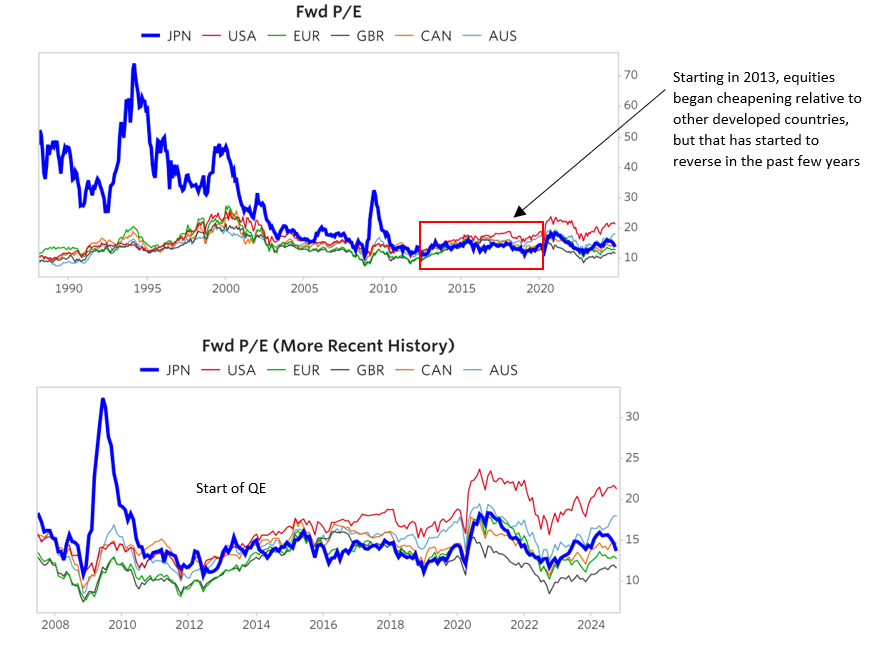 Fwd P/E
JPN USA EUR GBR CAN AUS
70
60
50
40
30
20
10
1990 1995 2000 2005 2010 2015 2020
Starting in 2013, equities
began cheapening relative to
other developed countries,
but that has started to
reverse in the past few years
Fwd P/E (More Recent History)
JPN USA EUR GBR CAN AUS
30
25
20
15
10
Start of QE
2008 2010 2012 2014 2016 2018 2020 2022 2024